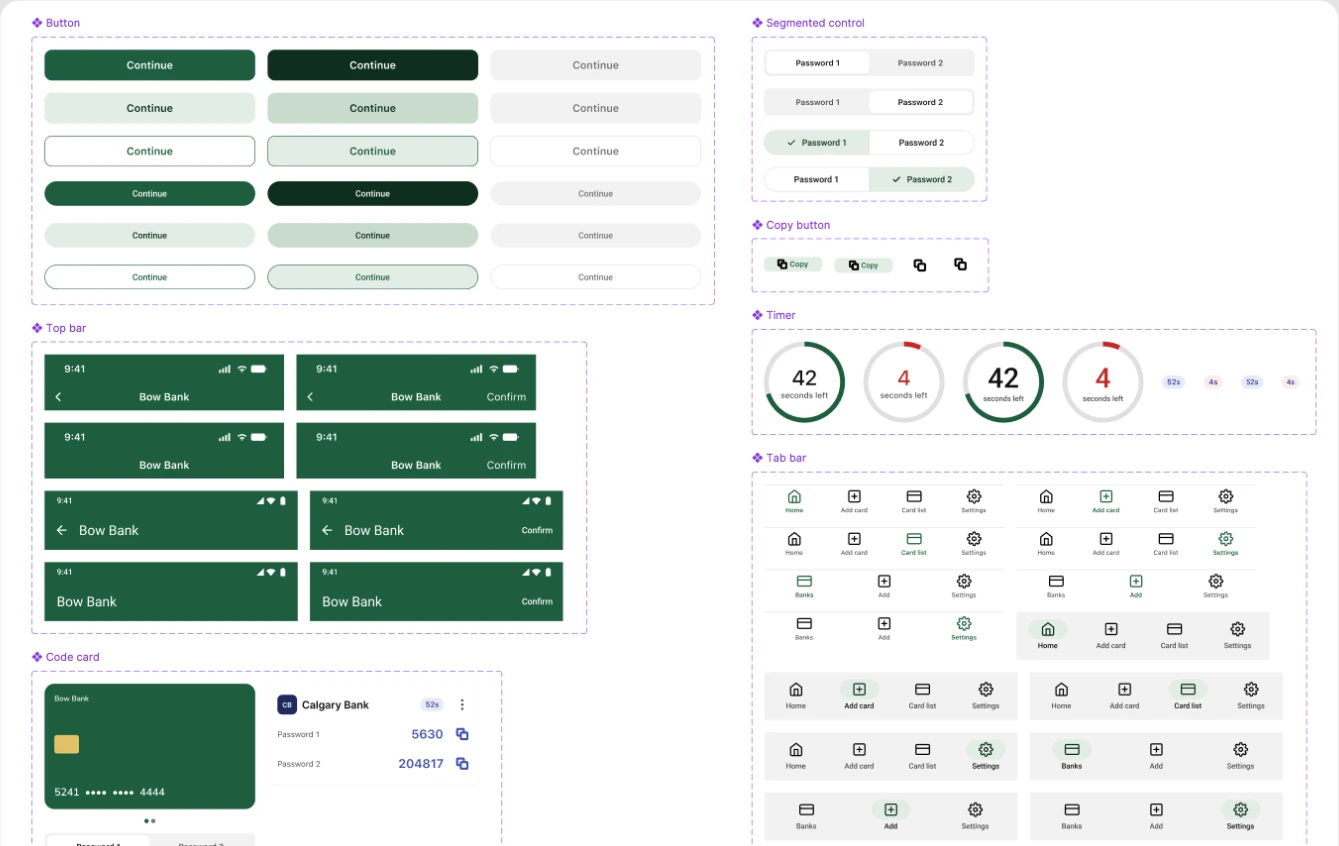 Button
Continue Continue Continue
Continue Continue Continue
Continue Continue Continue
Continue Continue Continue
Continue Continue Continue
Continue Continue Continue
Top bar
9:41 9:41
Bow Bank Bow Bank Confirm
9:41 9:41
Bow Bank Bow Bank Confirm
9:41 9:41
Bow Bank Bow Bank Confirm
9:41 9:41
Bow Bank Bow Bank Confirm
Code card
Bow Bank
5241 •••• •••• 4444
CB Calgary Bank 52s
Password 1 5630
Password 2 204817
Password 1 Password 2
Segmented control
Password 1 Password 2
Password 1 Password 2
Password 1 Password 2
Password 1 Password 2
Copy button
Copy Copy
Timer
42 4 42 4 52s 4s 52s 4s
seconds left seconds left seconds left seconds left
Tab bar
Home Add card Card list Settings Home Add card Card list Settings
Home Add card Card list Settings Home Add card Card list Settings
Banks Add Settings Banks Add Settings
Banks Add Settings Home Add card Card list Settings
Home Add card Card list Settings Home Add card Card list Settings
Home Add card Card list Settings Banks Add Settings
Banks Add Settings Banks Add Settings